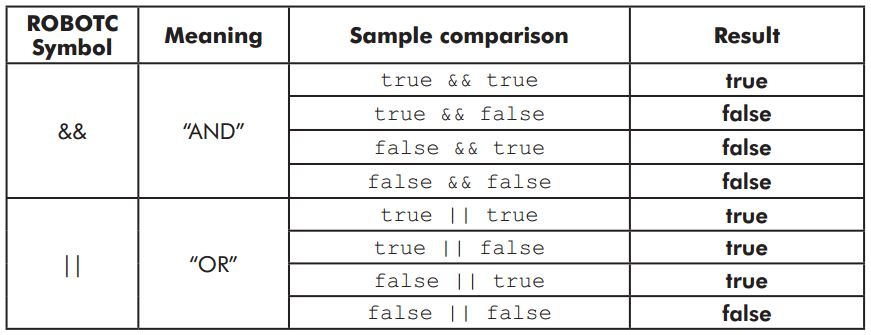 ROBOTC Symbol Meaning Sample comparison Result
&& "AND" true && true true
true && false false
false && true false
false && false false
|| "OR" true || true true
true || false true
false || true true
false || false false